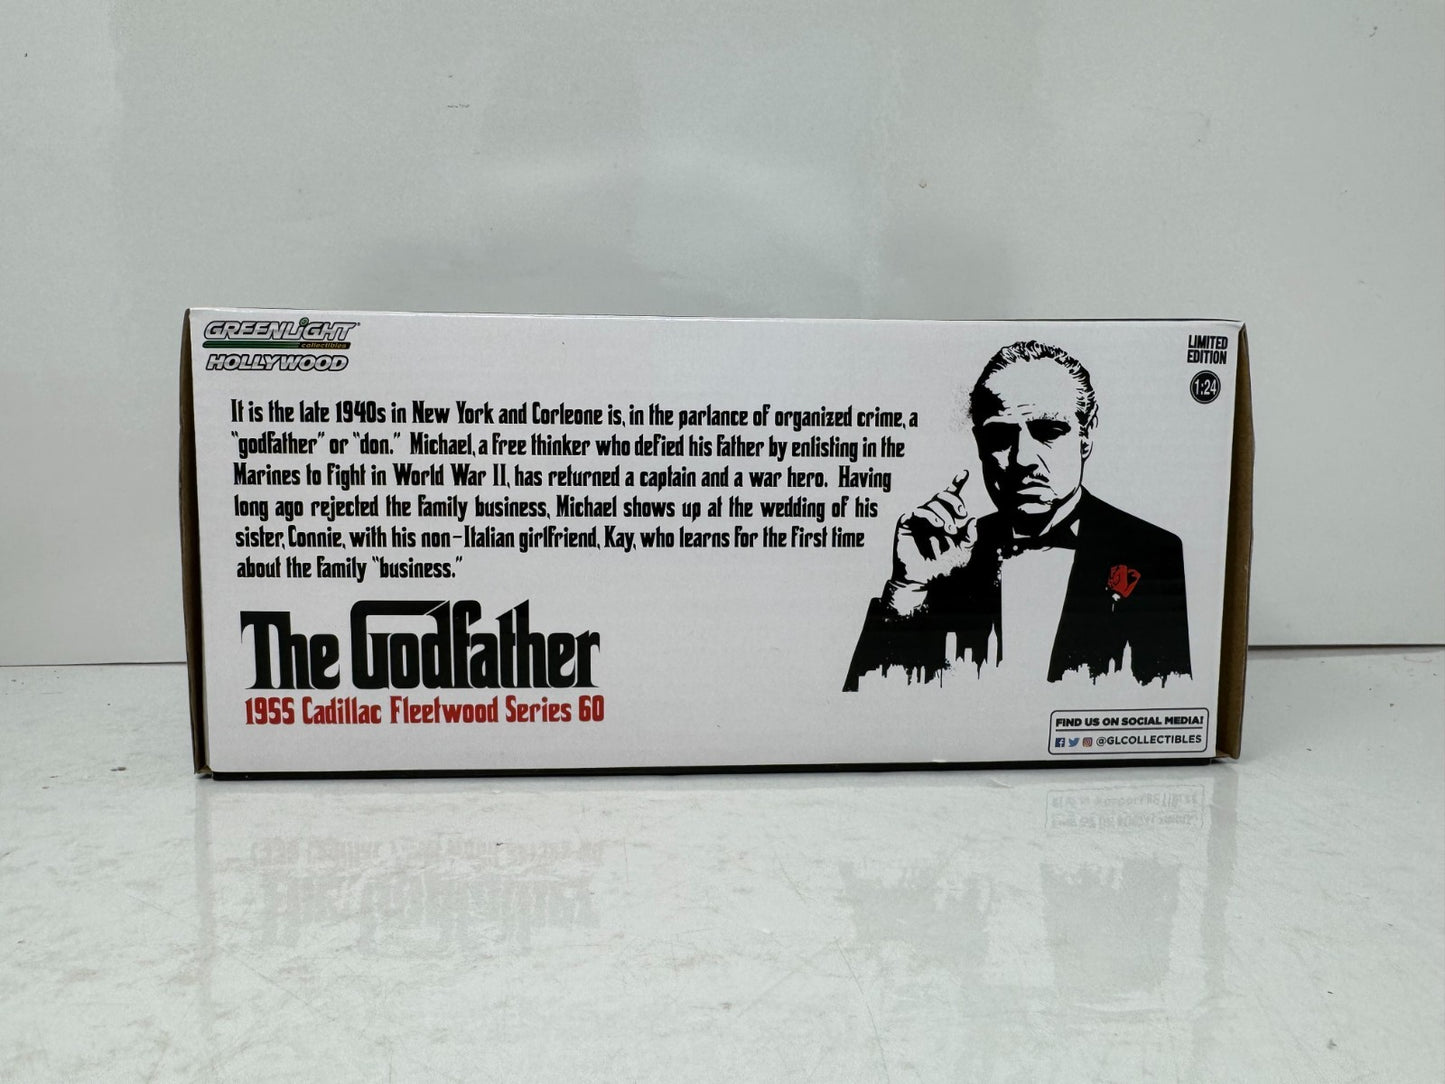 GREENLIGHT
collectibles
HOLLYWOOD
LIMITED
EDITION
1:24
It is the late 1940s in New York and Corleone is, in the parlance of organized crime, a
"godfather" or "don." Michael, a free thinker who defied his father by enlisting in the
Marines to fight in World War II, has returned a captain and a war hero. Having
long ago rejected the family business, Michael shows up at the wedding of his
sister, Connie, with his non-Italian girlfriend, Kay, who learns for the first time
about the family "business."
The Godfather
1955 Cadillac Fleetwood Series 60
FIND US ON SOCIAL MEDIA!
@GLCOLLECTIBLES